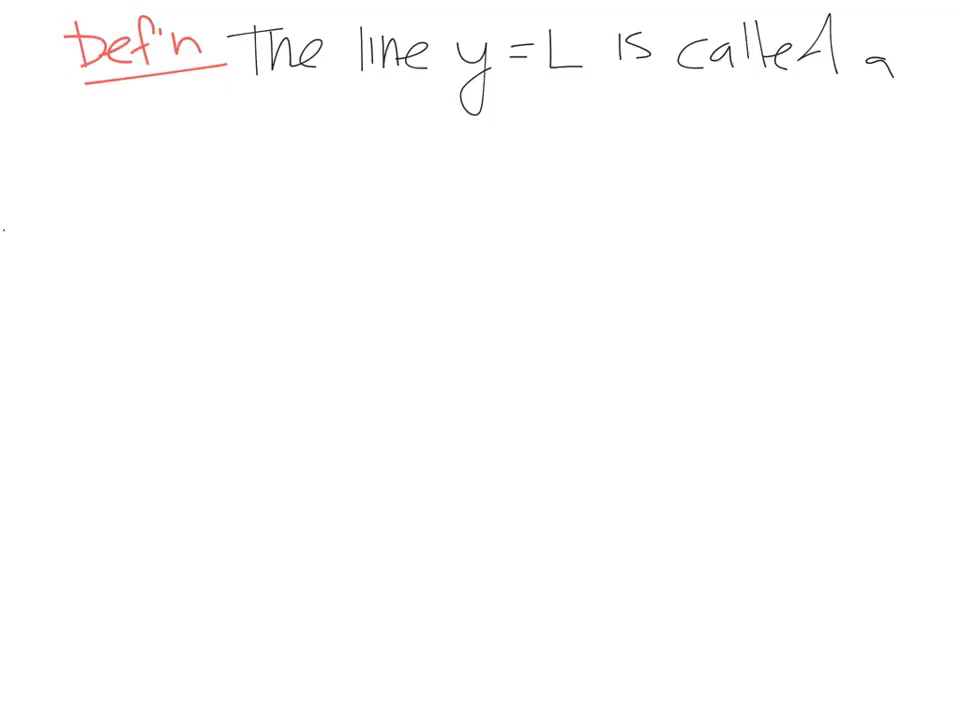 Def'n The line y = L is called a